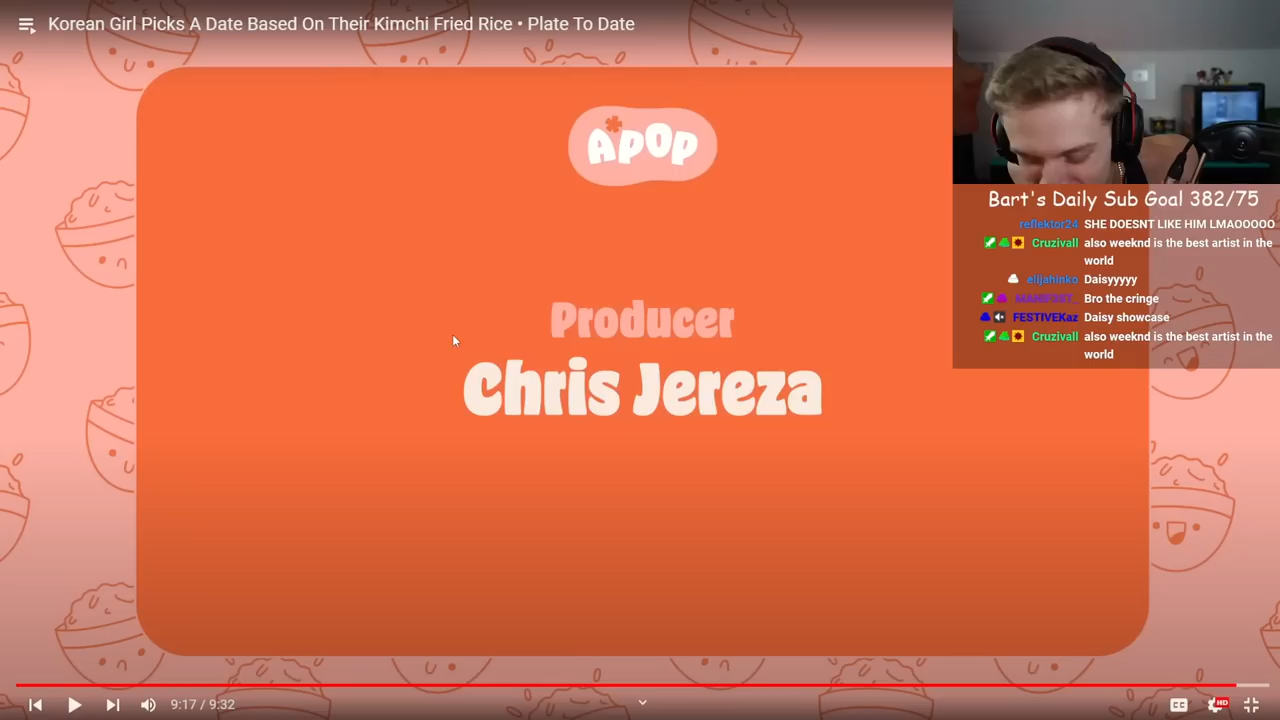 Korean Girl Picks A Date Based On Their Kimchi Fried Rice • Plate To Date
APOP
Producer
Chris Jereza
Bart's Daily Sub Goal 382/75
reflektor24 SHE DOESNT LIKE HIM LMAOOOOO
Cruzivall also weeknd is the best artist in the
world
elijahinko Daisyyyyy
Bro the cringe
FESTIVEKaz Daisy showcase
Cruzivall also weeknd is the best artist in the
world
9:17 / 9:32
CC
HD